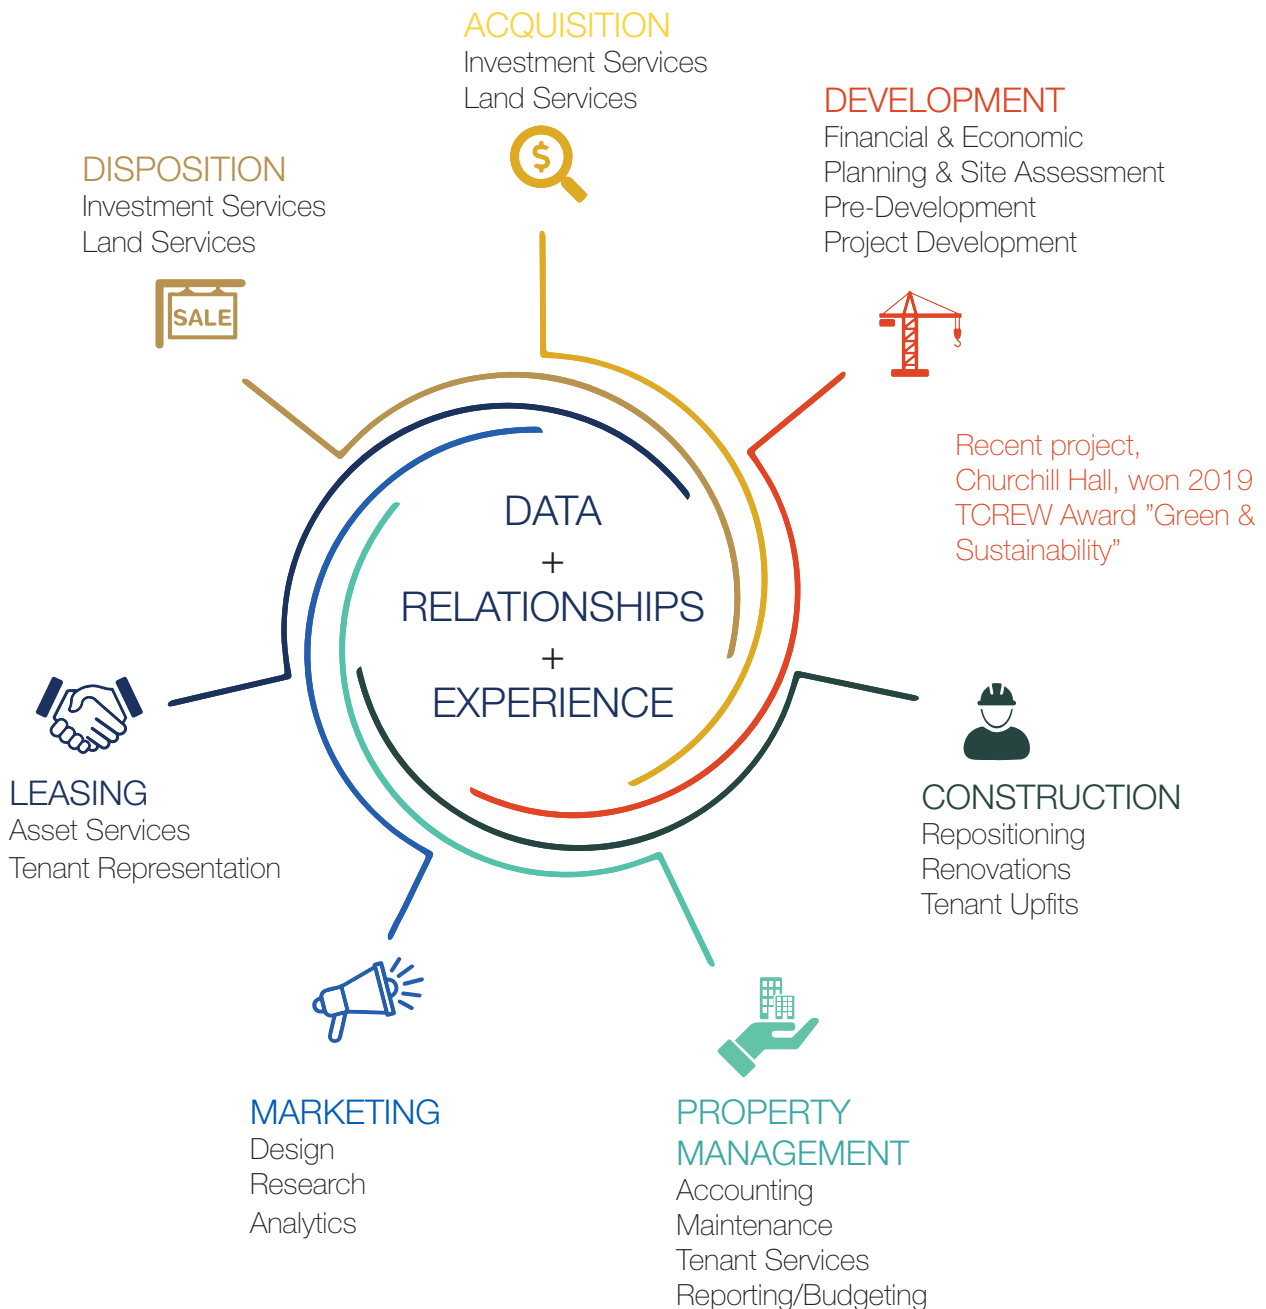 ACQUISITION
Investment Services
Land Services
DEVELOPMENT
Financial & Economic
Planning & Site Assessment
Pre-Development
Project Development
DISPOSITION
Investment Services
Land Services
SALE
$
Recent project,
Churchill Hall, won 2019
TCREW Award ”Green &
Sustainability”
DATA
+
RELATIONSHIPS
+
EXPERIENCE
LEASING
Asset Services
Tenant Representation
CONSTRUCTION
Repositioning
Renovations
Tenant Upfits
MARKETING
Design
Research
Analytics
PROPERTY
MANAGEMENT
Accounting
Maintenance
Tenant Services
Reporting/Budgeting